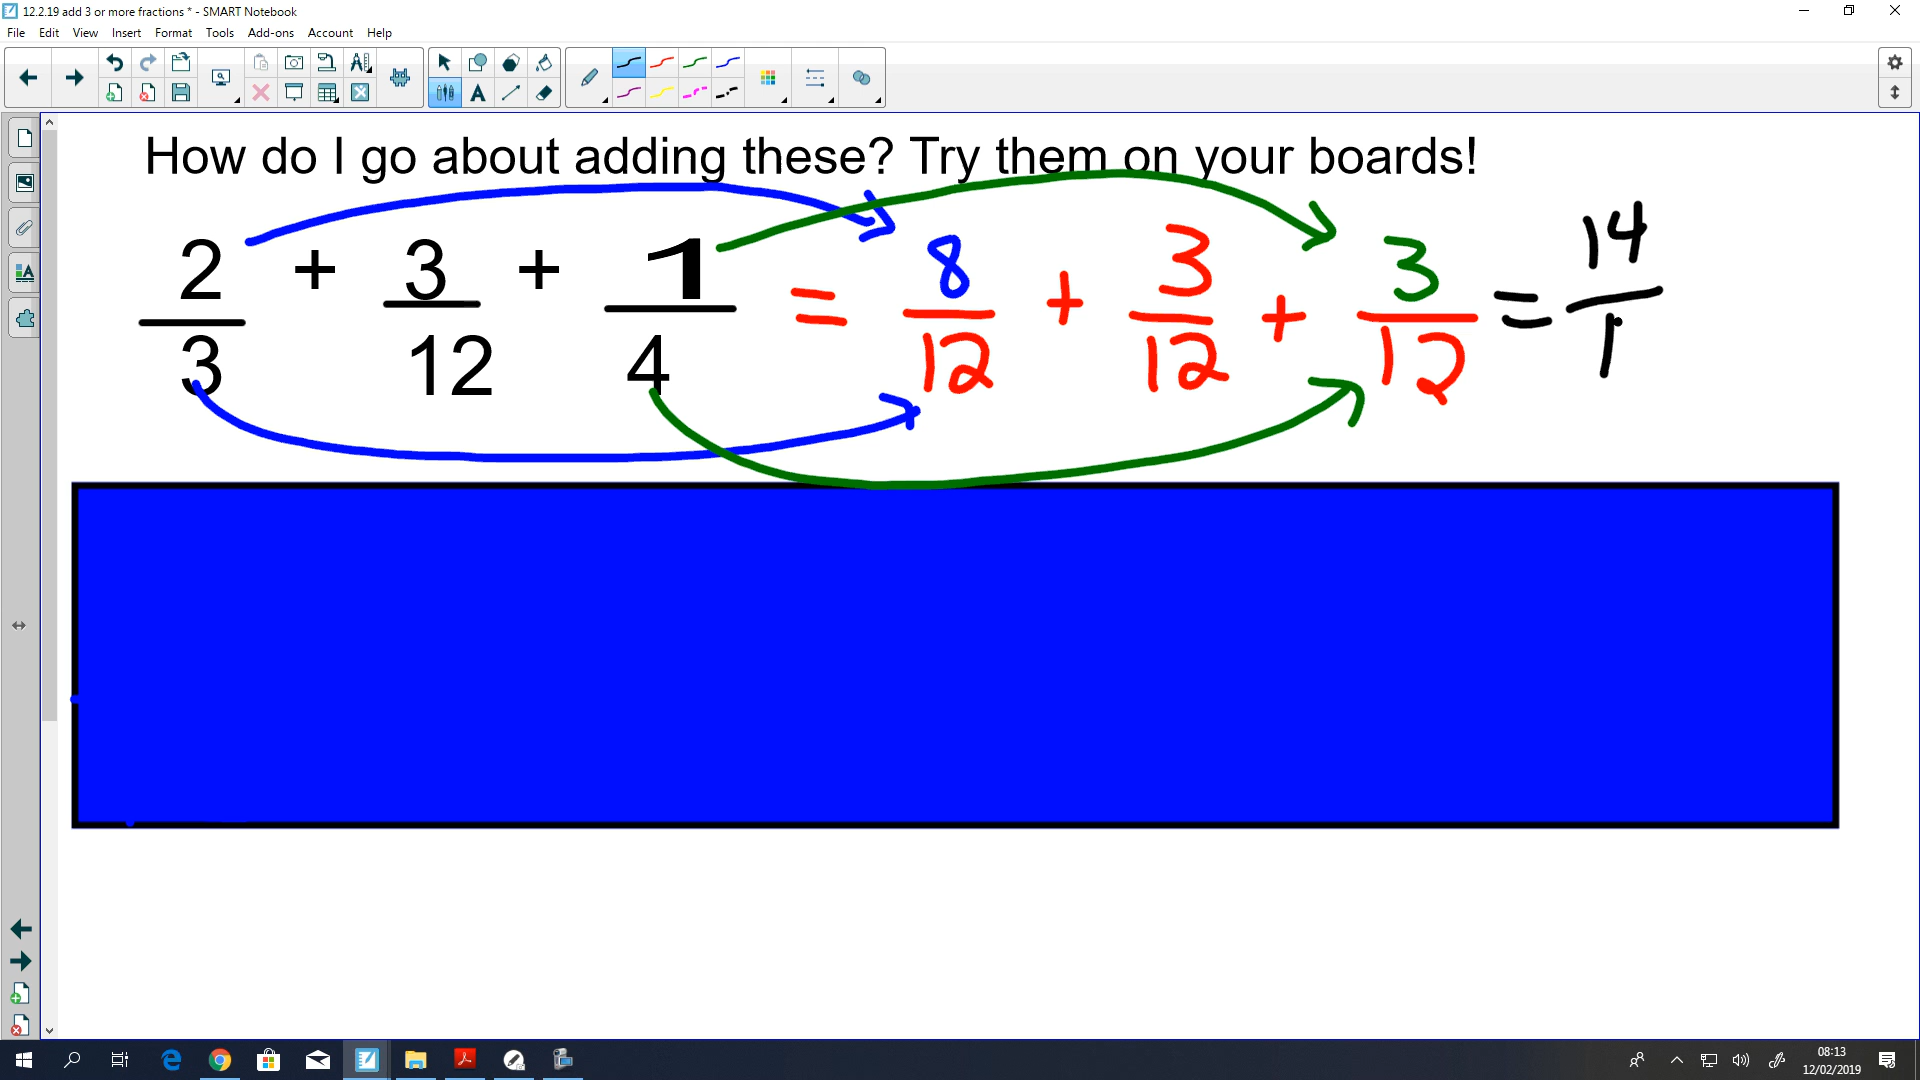 12.2.19 add 3 or more fractions * - SMART Notebook
File Edit View Insert Format Tools Add-ons Account Help
How do I go about adding these? Try them on your boards!
2 + 3 + 1 = 8 + 3 + 3 = 14
3 12 4 12 12 12 1
08:13
12/02/2019